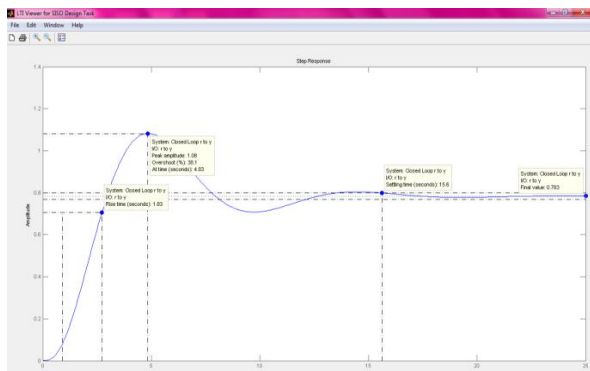 LTI Viewer for SISO Design Task
File Edit Window Help
Step Response
1.4
1.2
1
0.8
0.6
0.4
0.2
0
Amplitude
System: Closed Loop r to y
I/O: r to y
Peak amplitude: 1.08
Overshoot (%): 38.1
At time (seconds): 4.83
System: Closed Loop r to y
I/O: r to y
Rise time (seconds): 1.83
System: Closed Loop r to y
I/O: r to y
Settling time (seconds): 15.6
System: Closed Loop r to y
I/O: r to y
Final value: 0.783
0 5 10 15 20 25